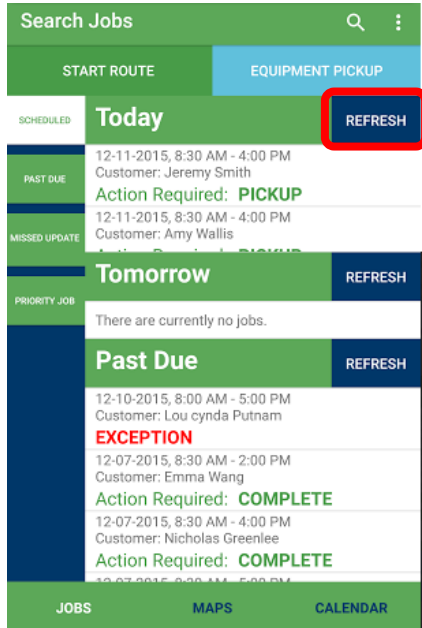 Search Jobs
START ROUTE
EQUIPMENT PICKUP
SCHEDULED
Today
REFRESH
12-11-2015, 8:30 AM - 4:00 PM
Customer: Jeremy Smith
Action Required: PICKUP
PAST DUE
12-11-2015, 8:30 AM - 4:00 PM
Customer: Amy Wallis
Action Required: PICKUP
MISSED UPDATE
Tomorrow
REFRESH
PRIORITY JOB
There are currently no jobs.
Past Due
REFRESH
12-10-2015, 8:00 AM - 5:00 PM
Customer: Lou cynda Putnam
EXCEPTION
12-07-2015, 8:30 AM - 2:00 PM
Customer: Emma Wang
Action Required: COMPLETE
12-07-2015, 8:30 AM - 4:00 PM
Customer: Nicholas Greenlee
Action Required: COMPLETE
JOBS
MAPS
CALENDAR